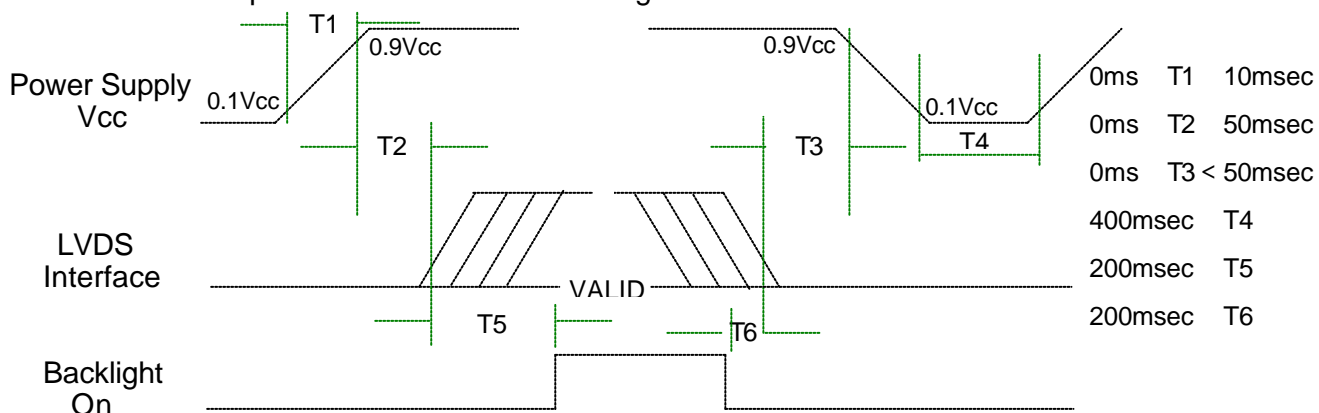 T1
0.9Vcc
0.9Vcc
Power Supply
Vcc
0.1Vcc
0.1Vcc
T2
T3
T4
0ms T1 10msec
0ms T2 50msec
0ms T3 < 50msec
400msec T4
200msec T5
200msec T6
LVDS
Interface
VALID
T5
T6
Backlight
On